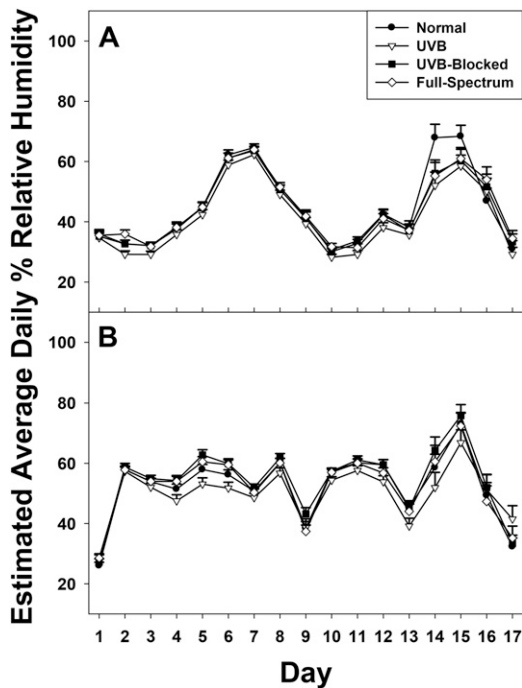 Estimated Average Daily % Relative Humidity
A
Normal
UVB
UVB-Blocked
Full-Spectrum
100
80
60
40
20
B
100
80
60
40
20
1 2 3 4 5 6 7 8 9 10 11 12 13 14 15 16 17
Day